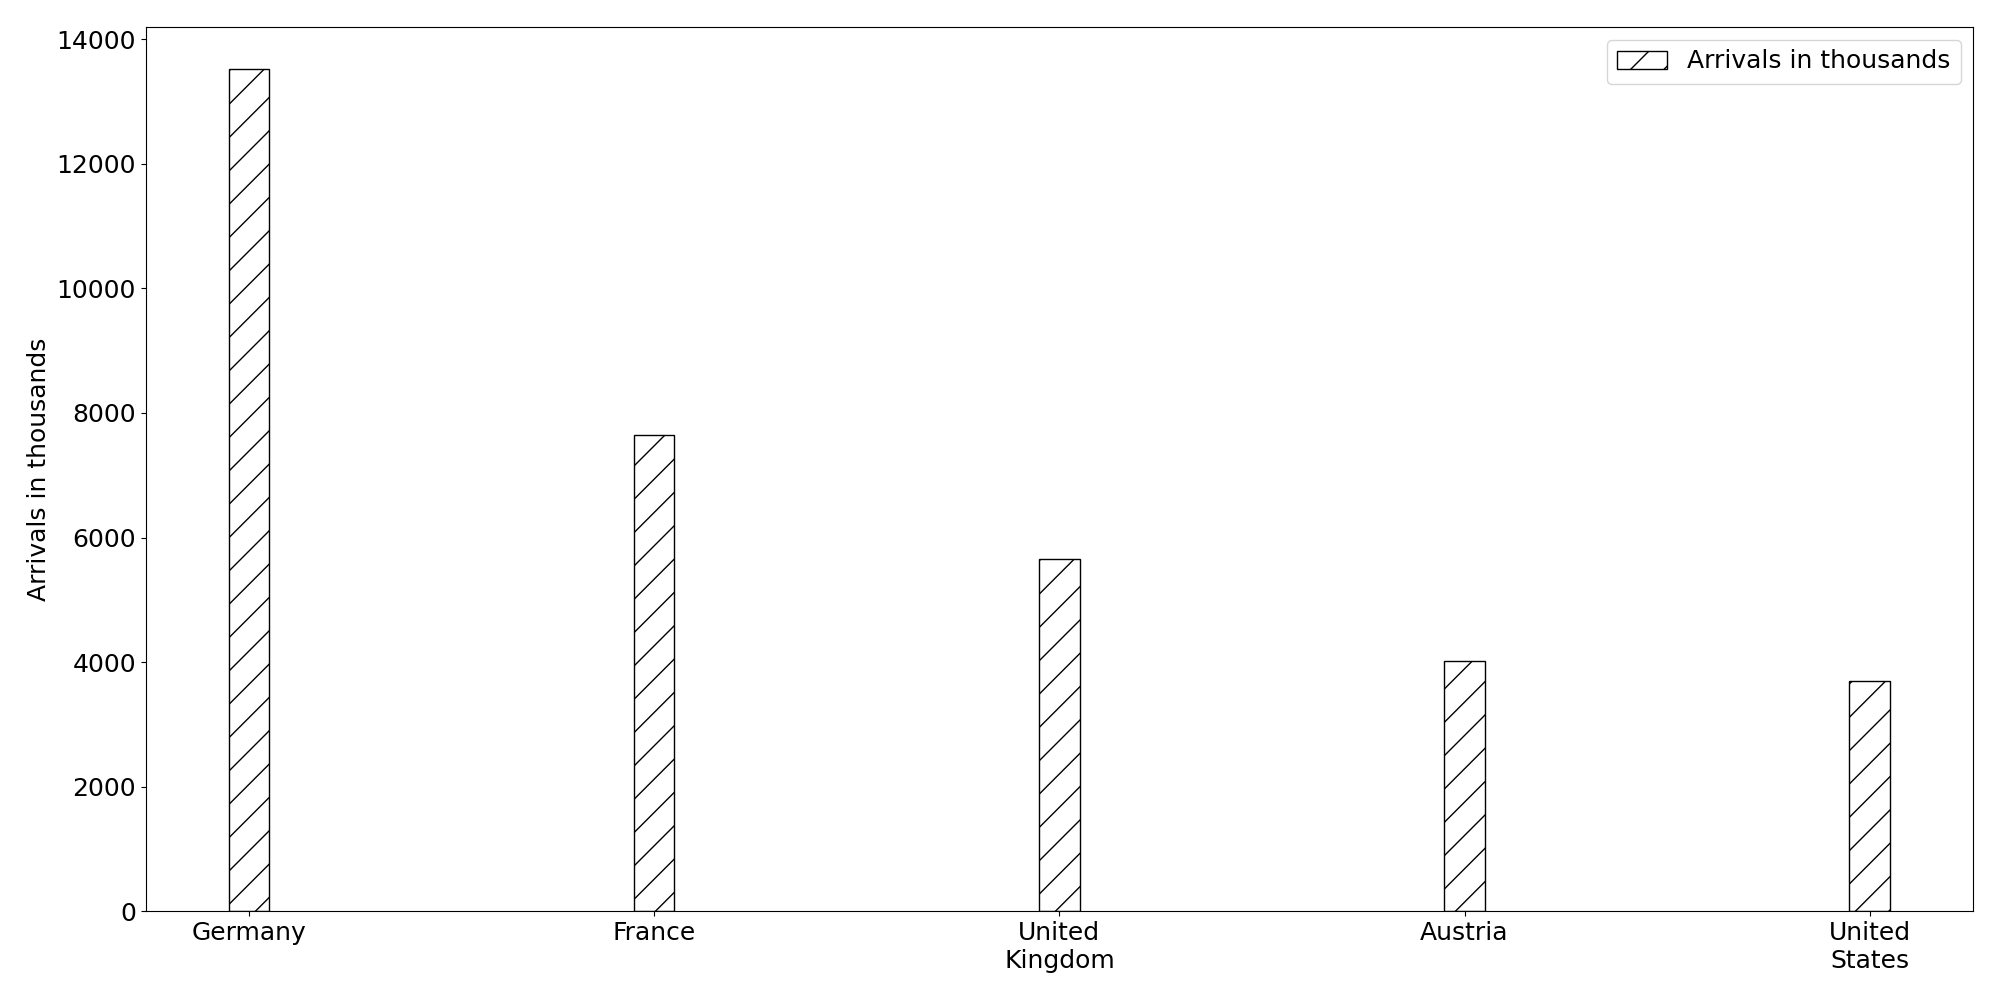 14000
12000
10000
8000
6000
4000
2000
0
Arrivals in thousands
Arrivals in thousands
Germany
France
United
Kingdom
Austria
United
States